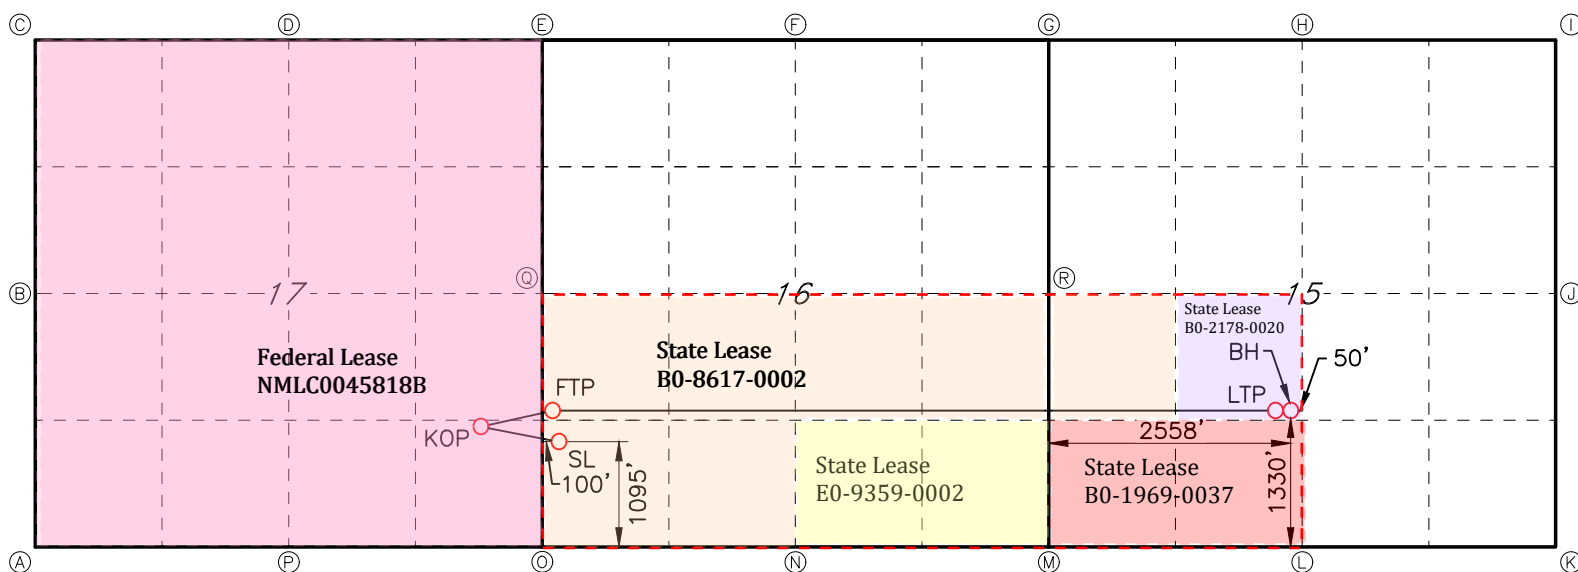 C
D
E
F
G
H
I
B
17
Q
16
R
15
J
State Lease
B0-2178-0020
BH
50'
LTP
Federal Lease
NMLC0045818B
State Lease
B0-8617-0002
FTP
KOP
SL
100'
1095'
State Lease
E0-9359-0002
2558'
State Lease
B0-1969-0037
1330'
A
P
O
N
M
L
K